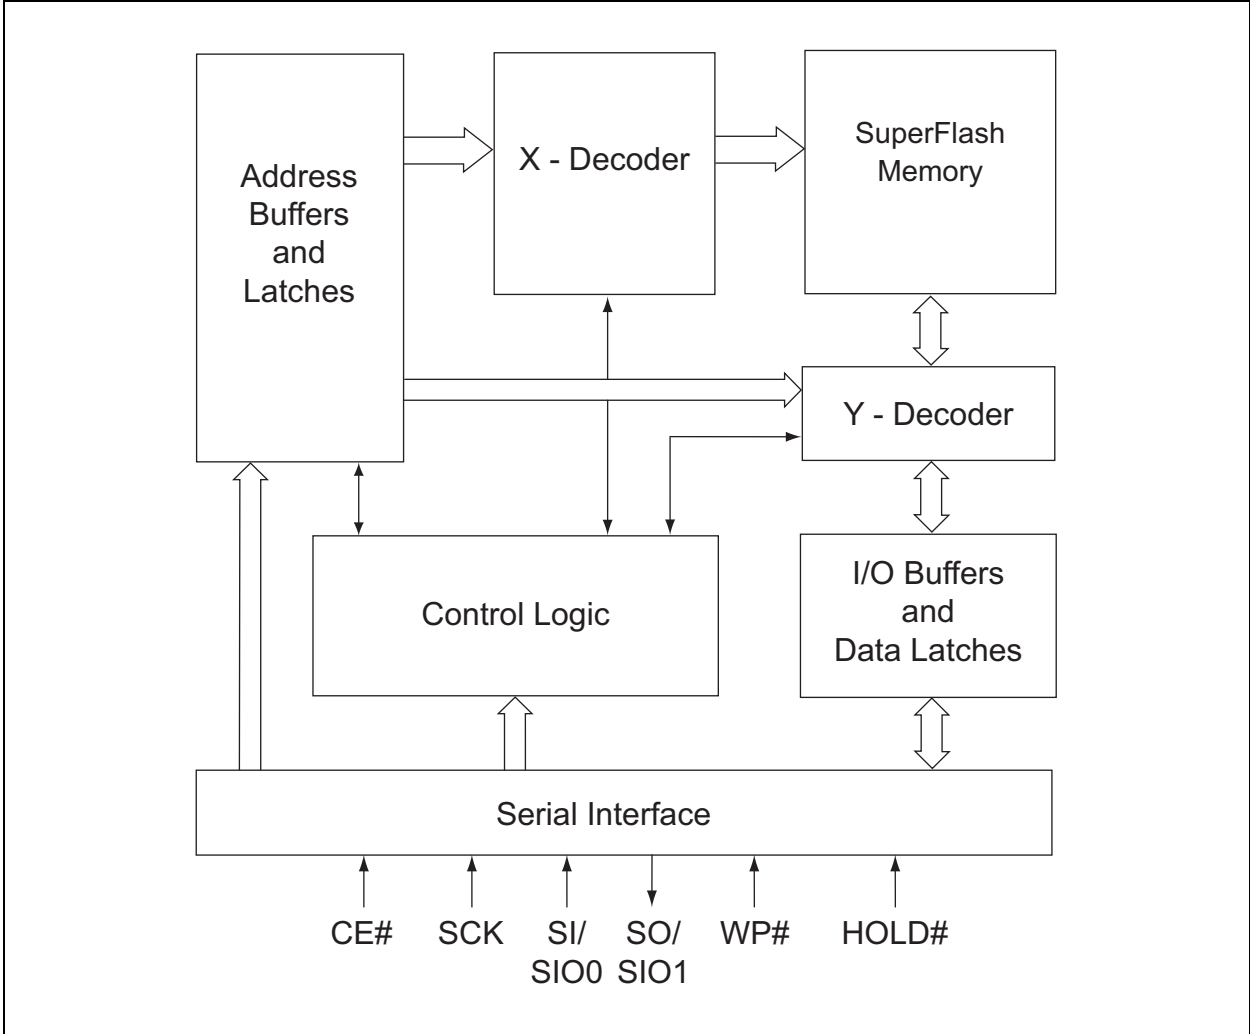 Address
Buffers
and
Latches
X - Decoder
SuperFlash
Memory
Y - Decoder
Control Logic
I/O Buffers
and
Data Latches
Serial Interface
CE#
SCK
SI/
SIO0
SO/
SIO1
WP#
HOLD#